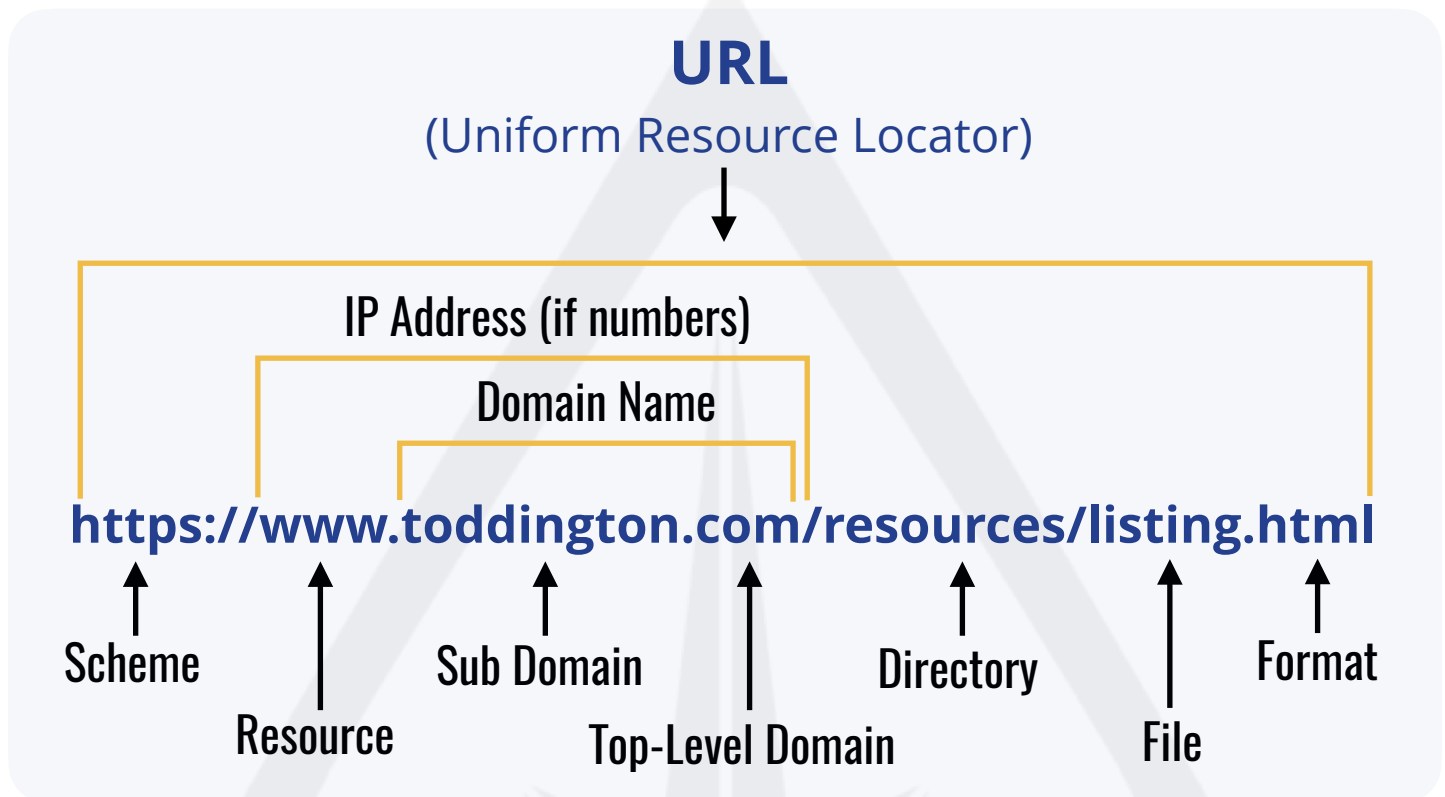 URL
(Uniform Resource Locator)
IP Address (if numbers)
Domain Name
https://www.toddington.com/resources/listing.html
Scheme
Sub Domain
Directory
Format
Resource
Top-Level Domain
File